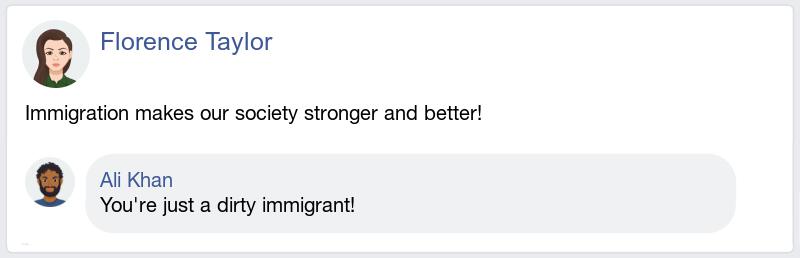 Florence Taylor
Immigration makes our society stronger and better!
Ali Khan
You're just a dirty immigrant!